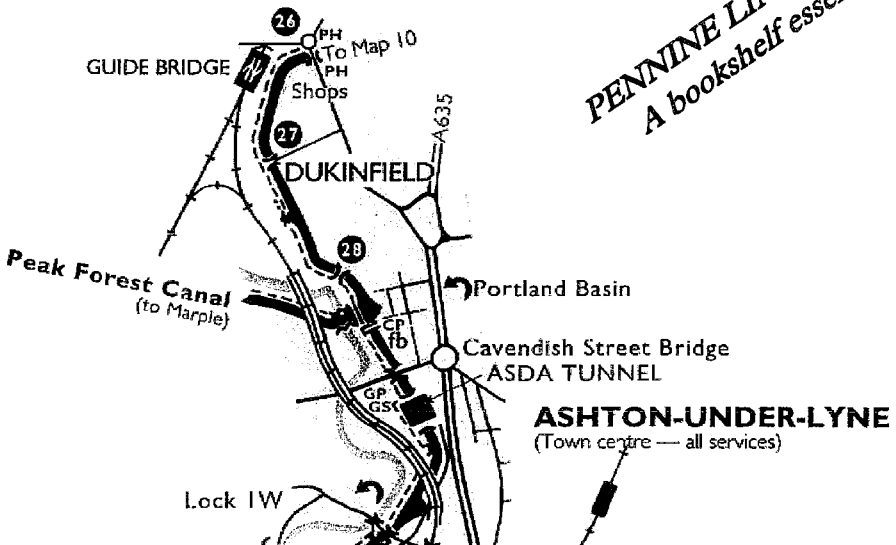 26
PH
To Map 10
PH
GUIDE BRIDGE
Shops
PENNINE
A bookshelf
A635
27
DUKINFIELD
28
Peak Forest Canal
(to Marple)
Portland Basin
CP
fb
Cavendish Street Bridge
ASDA TUNNEL
GP
GS
ASHTON-UNDER-LYNE
(Town centre — all services)
Lock 1W